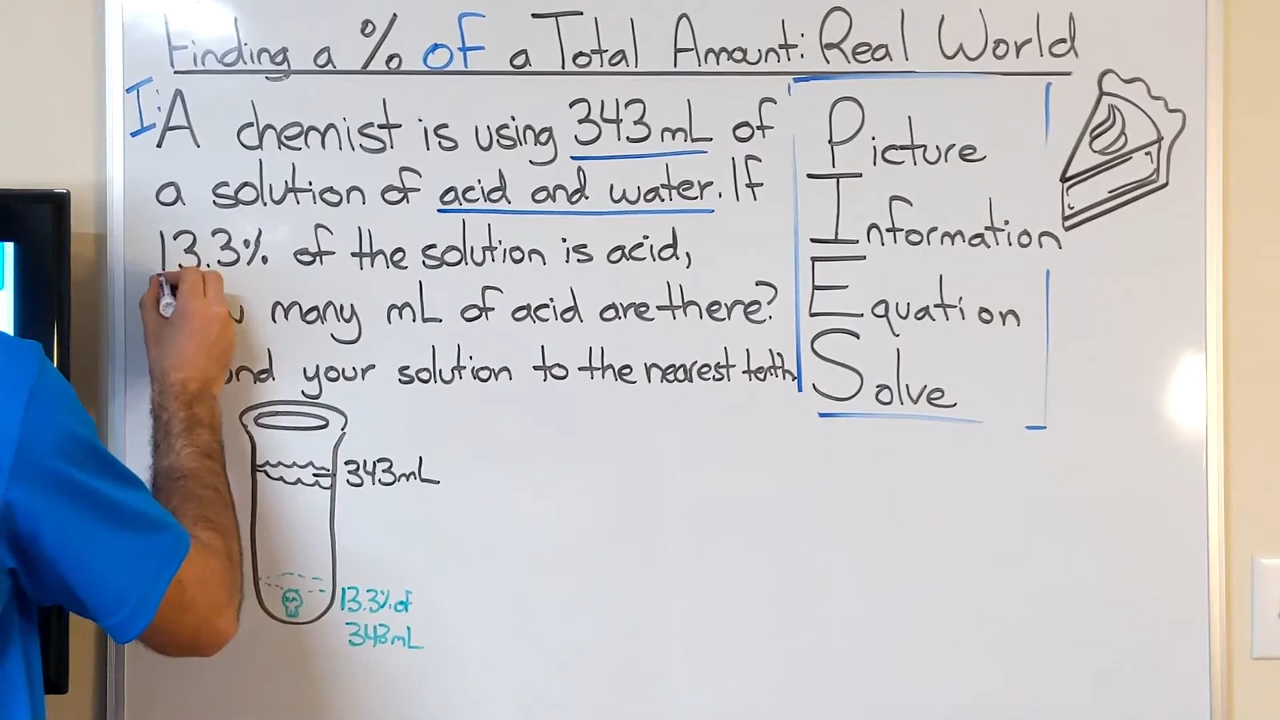 Finding a % of a Total Amount: Real World
I: A chemist is using 343 mL of
a solution of acid and water. If
13.3% of the solution is acid,
many mL of acid are there?
your solution to the nearest tenth.
Picture
Information
Equation
Solve
343mL
13.3% of
343mL